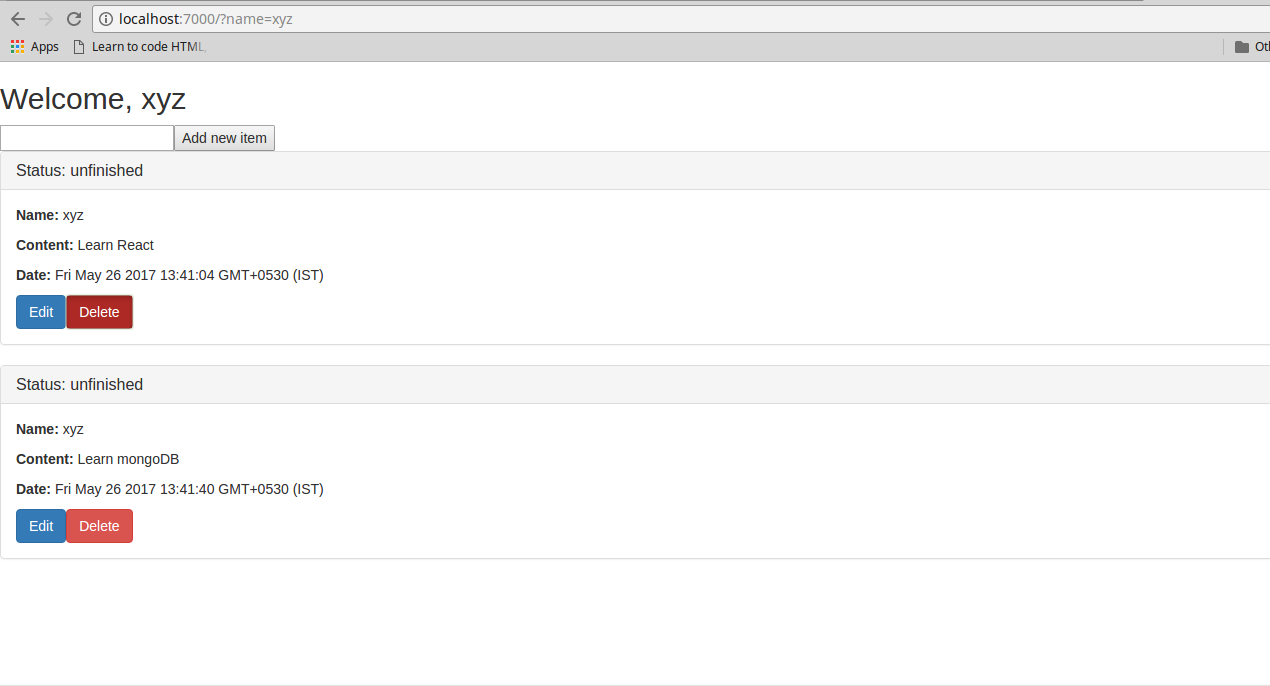 localhost:7000/?name=xyz
Apps Learn to code HTML,
Welcome, xyz
Add new item
Status: unfinished
Name: xyz
Content: Learn React
Date: Fri May 26 2017 13:41:04 GMT+0530 (IST)
Edit Delete
Status: unfinished
Name: xyz
Content: Learn mongoDB
Date: Fri May 26 2017 13:41:40 GMT+0530 (IST)
Edit Delete